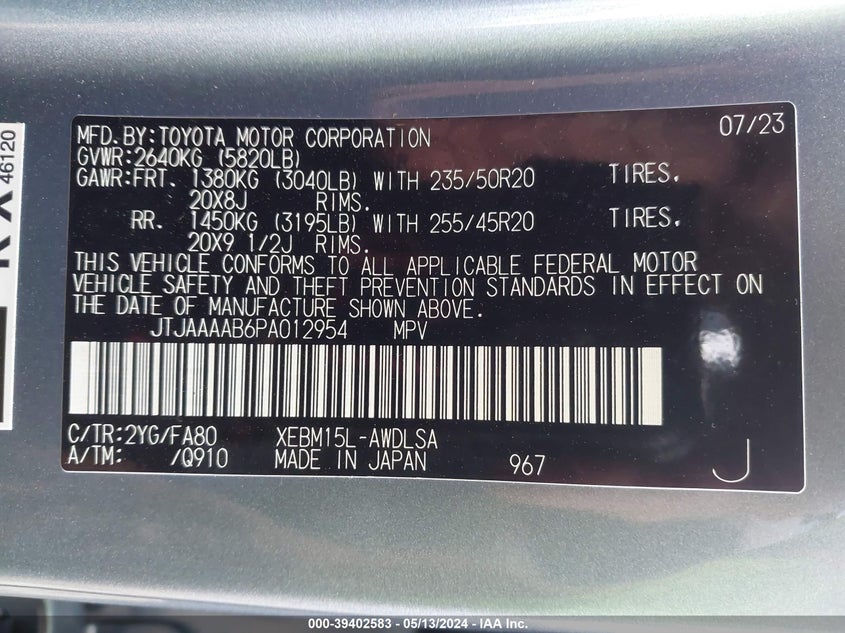 46120
07/23
MFD.BY:TOYOTA MOTOR CORPORATION
GVWR:2640KG (5820LB)
GAWR:FRT. 1380KG (3040LB) WITH 235/50R20 TIRES.
20X8J RIMS.
RR. 1450KG (3195LB) WITH 255/45R20 TIRES.
20X9 1/2J RIMS.
THIS VEHICLE CONFORMS TO ALL APPLICABLE FEDERAL MOTOR
VEHICLE SAFETY AND THEFT PREVENTION STANDARDS IN EFFECT ON
THE DATE OF MANUFACTURE SHOWN ABOVE.
JTJAAAAB6PA012954 MPV
C/TR:2YG/FA80 XEBM15L-AWDLSA
A/TM: /Q910 MADE IN JAPAN 967
J
000-39402583 - 05/13/2024 - IAA Inc.